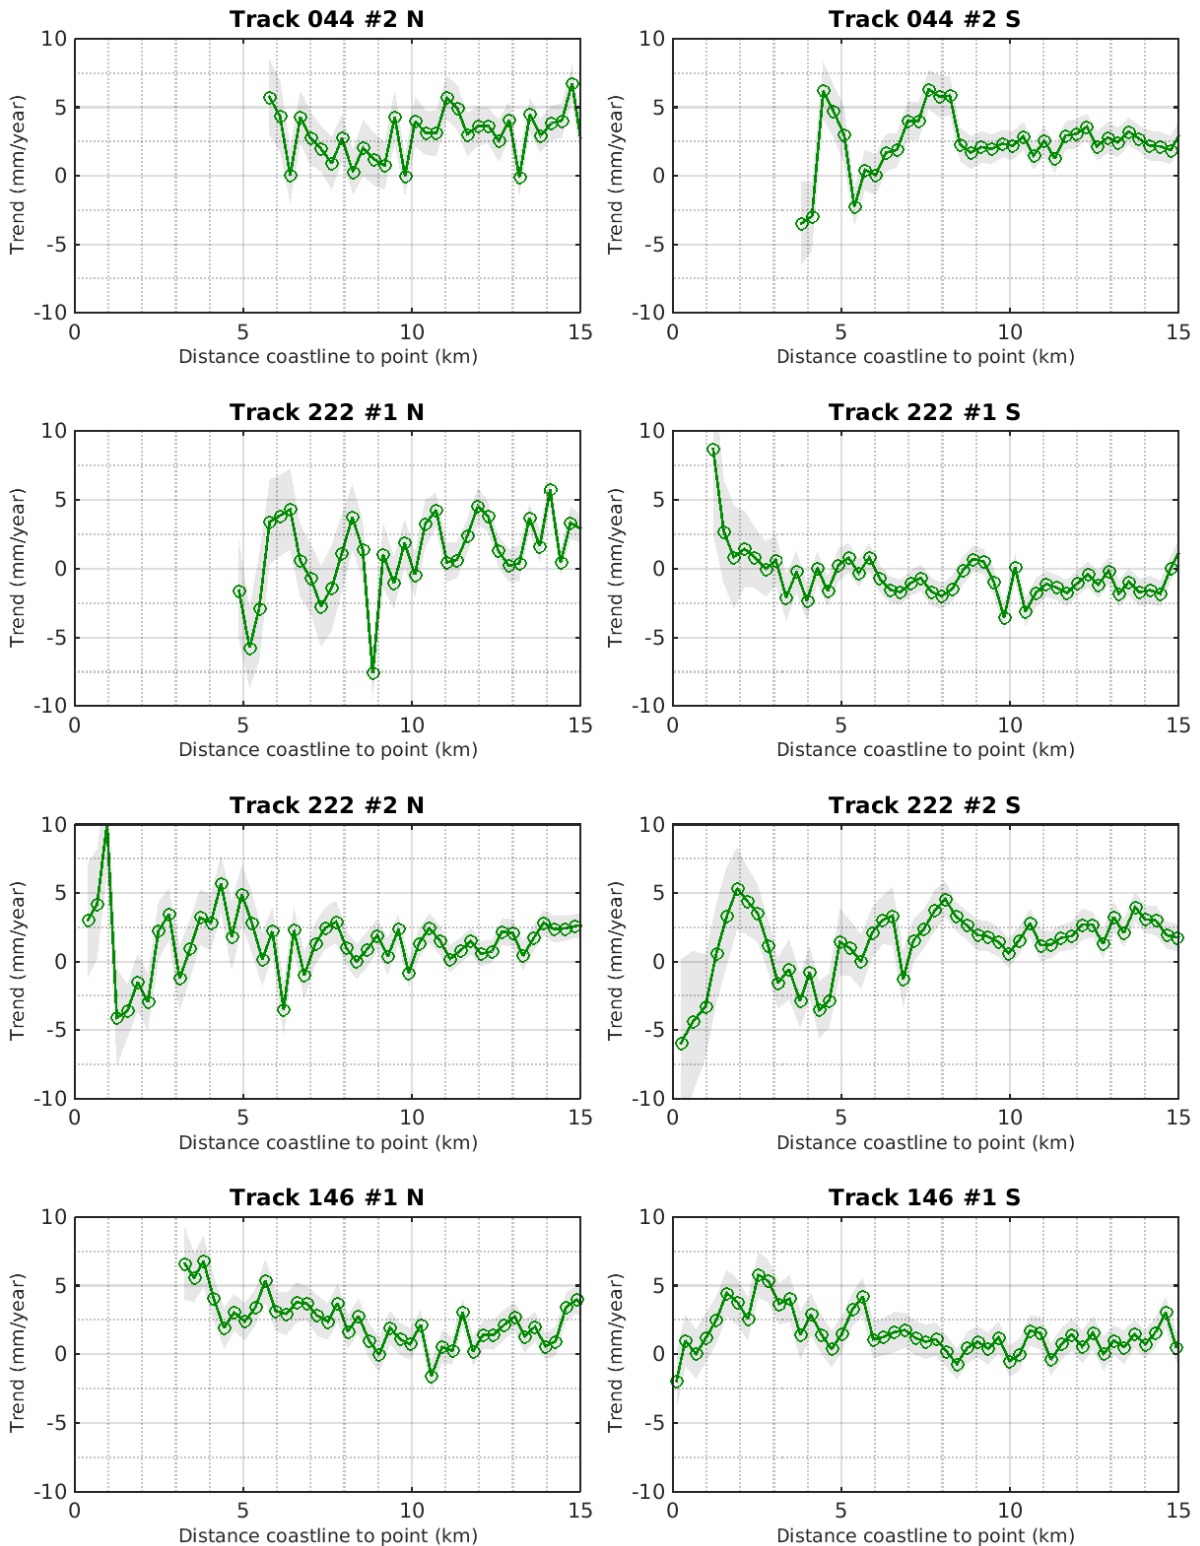 Track 044 #2 N
10
5
0
-5
-10
Trend (mm/year)
0 5 10 15
Distance coastline to point (km)
Track 044 #2 S
10
5
0
-5
-10
Trend (mm/year)
0 5 10 15
Distance coastline to point (km)
Track 222 #1 N
10
5
0
-5
-10
Trend (mm/year)
0 5 10 15
Distance coastline to point (km)
Track 222 #1 S
10
5
0
-5
-10
Trend (mm/year)
0 5 10 15
Distance coastline to point (km)
Track 222 #2 N
10
5
0
-5
-10
Trend (mm/year)
0 5 10 15
Distance coastline to point (km)
Track 222 #2 S
10
5
0
-5
-10
Trend (mm/year)
0 5 10 15
Distance coastline to point (km)
Track 146 #1 N
10
5
0
-5
-10
Trend (mm/year)
0 5 10 15
Distance coastline to point (km)
Track 146 #1 S
10
5
0
-5
-10
Trend (mm/year)
0 5 10 15
Distance coastline to point (km)